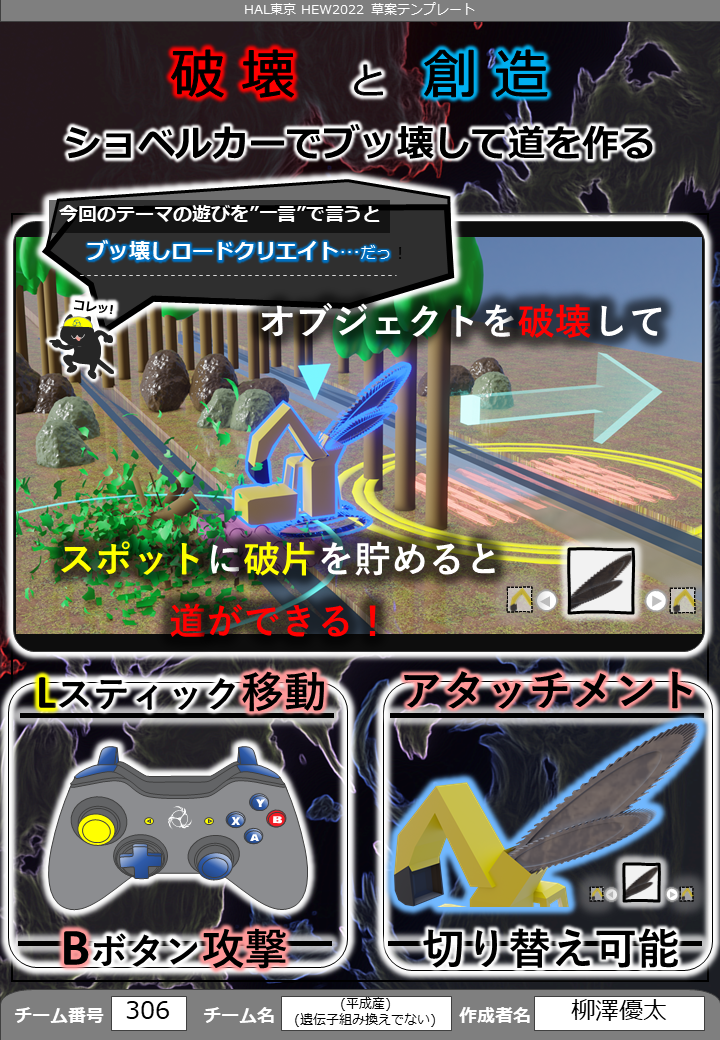 HAL東京 HEW2022 草案テンプレート
破壊 と 創造
ショベルカーでブッ壊して道を作る
今回のテーマの遊びを”一言”で言うと
ブッ壊しロードクリエイト…だっ！
コレッ!
オブジェクトを破壊して
スポットに破片を貯めると
道ができる！
Lスティック移動
Y
X B
A
Bボタン攻撃
アタッチメント
切り替え可能
チーム番号 306 チーム名 (平成産) 作成者名 柳澤優太
(遺伝子組み換えでない)